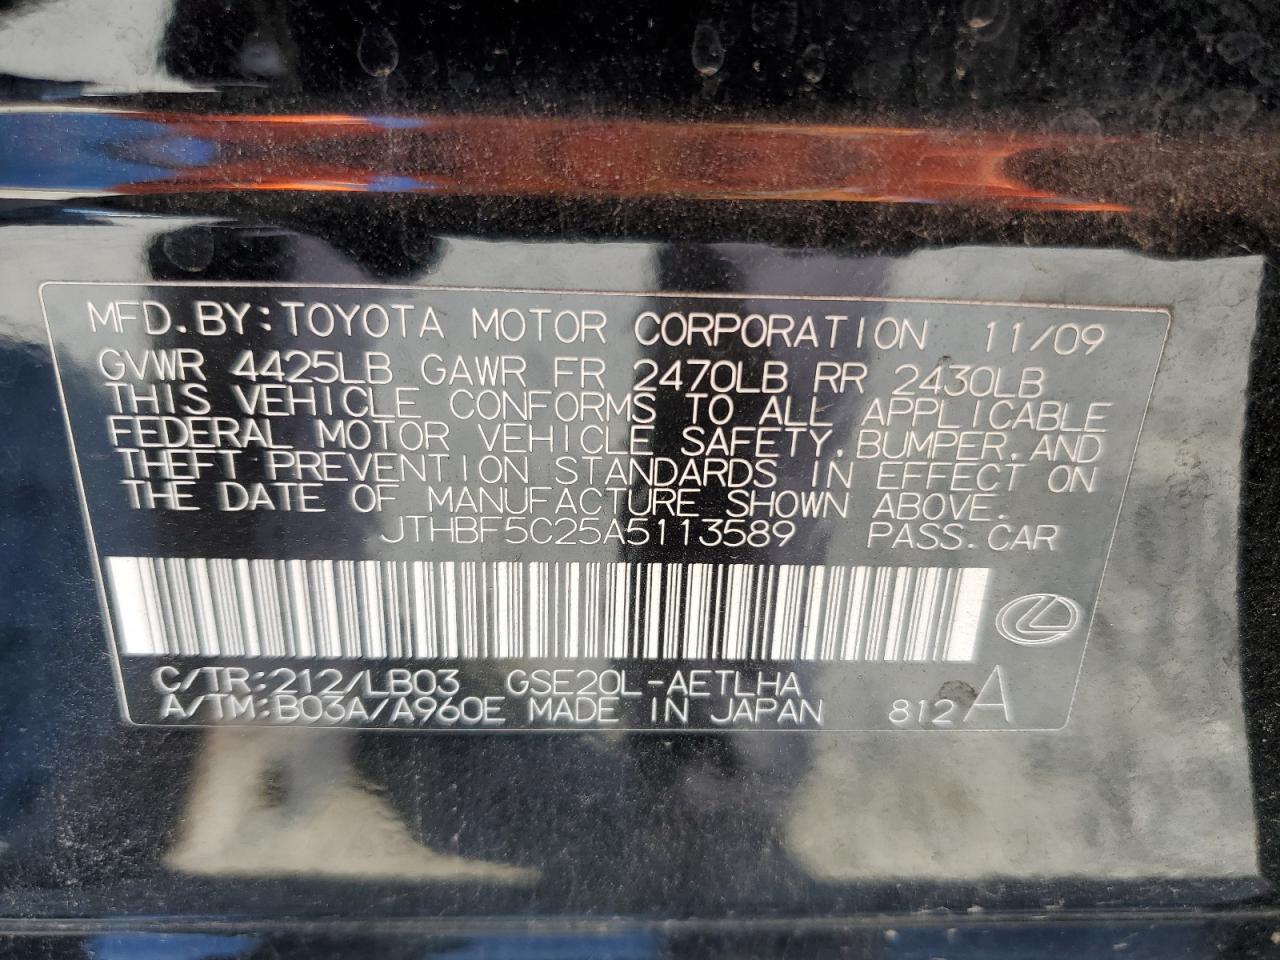 MFD.BY:TOYOTA MOTOR CORPORATION 11/09
GVWR 4425LB GAWR FR 2470LB RR 2430LB
THIS VEHICLE CONFORMS TO ALL APPLICABLE
FEDERAL MOTOR VEHICLE SAFETY,BUMPER,AND
THEFT PREVENTION STANDARDS IN EFFECT ON
THE DATE OF MANUFACTURE SHOWN ABOVE.
JTHBF5C25A5113589 PASS.CAR
C/TR:212/LB03 GSE20L-AETLHA
A/TM:B03A/A960E MADE IN JAPAN 812A